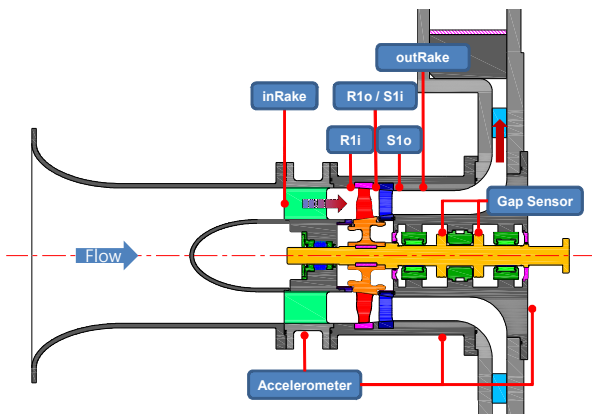 outRake
inRake
R1o / S1i
R1i
S1o
Gap Sensor
Flow
Accelerometer